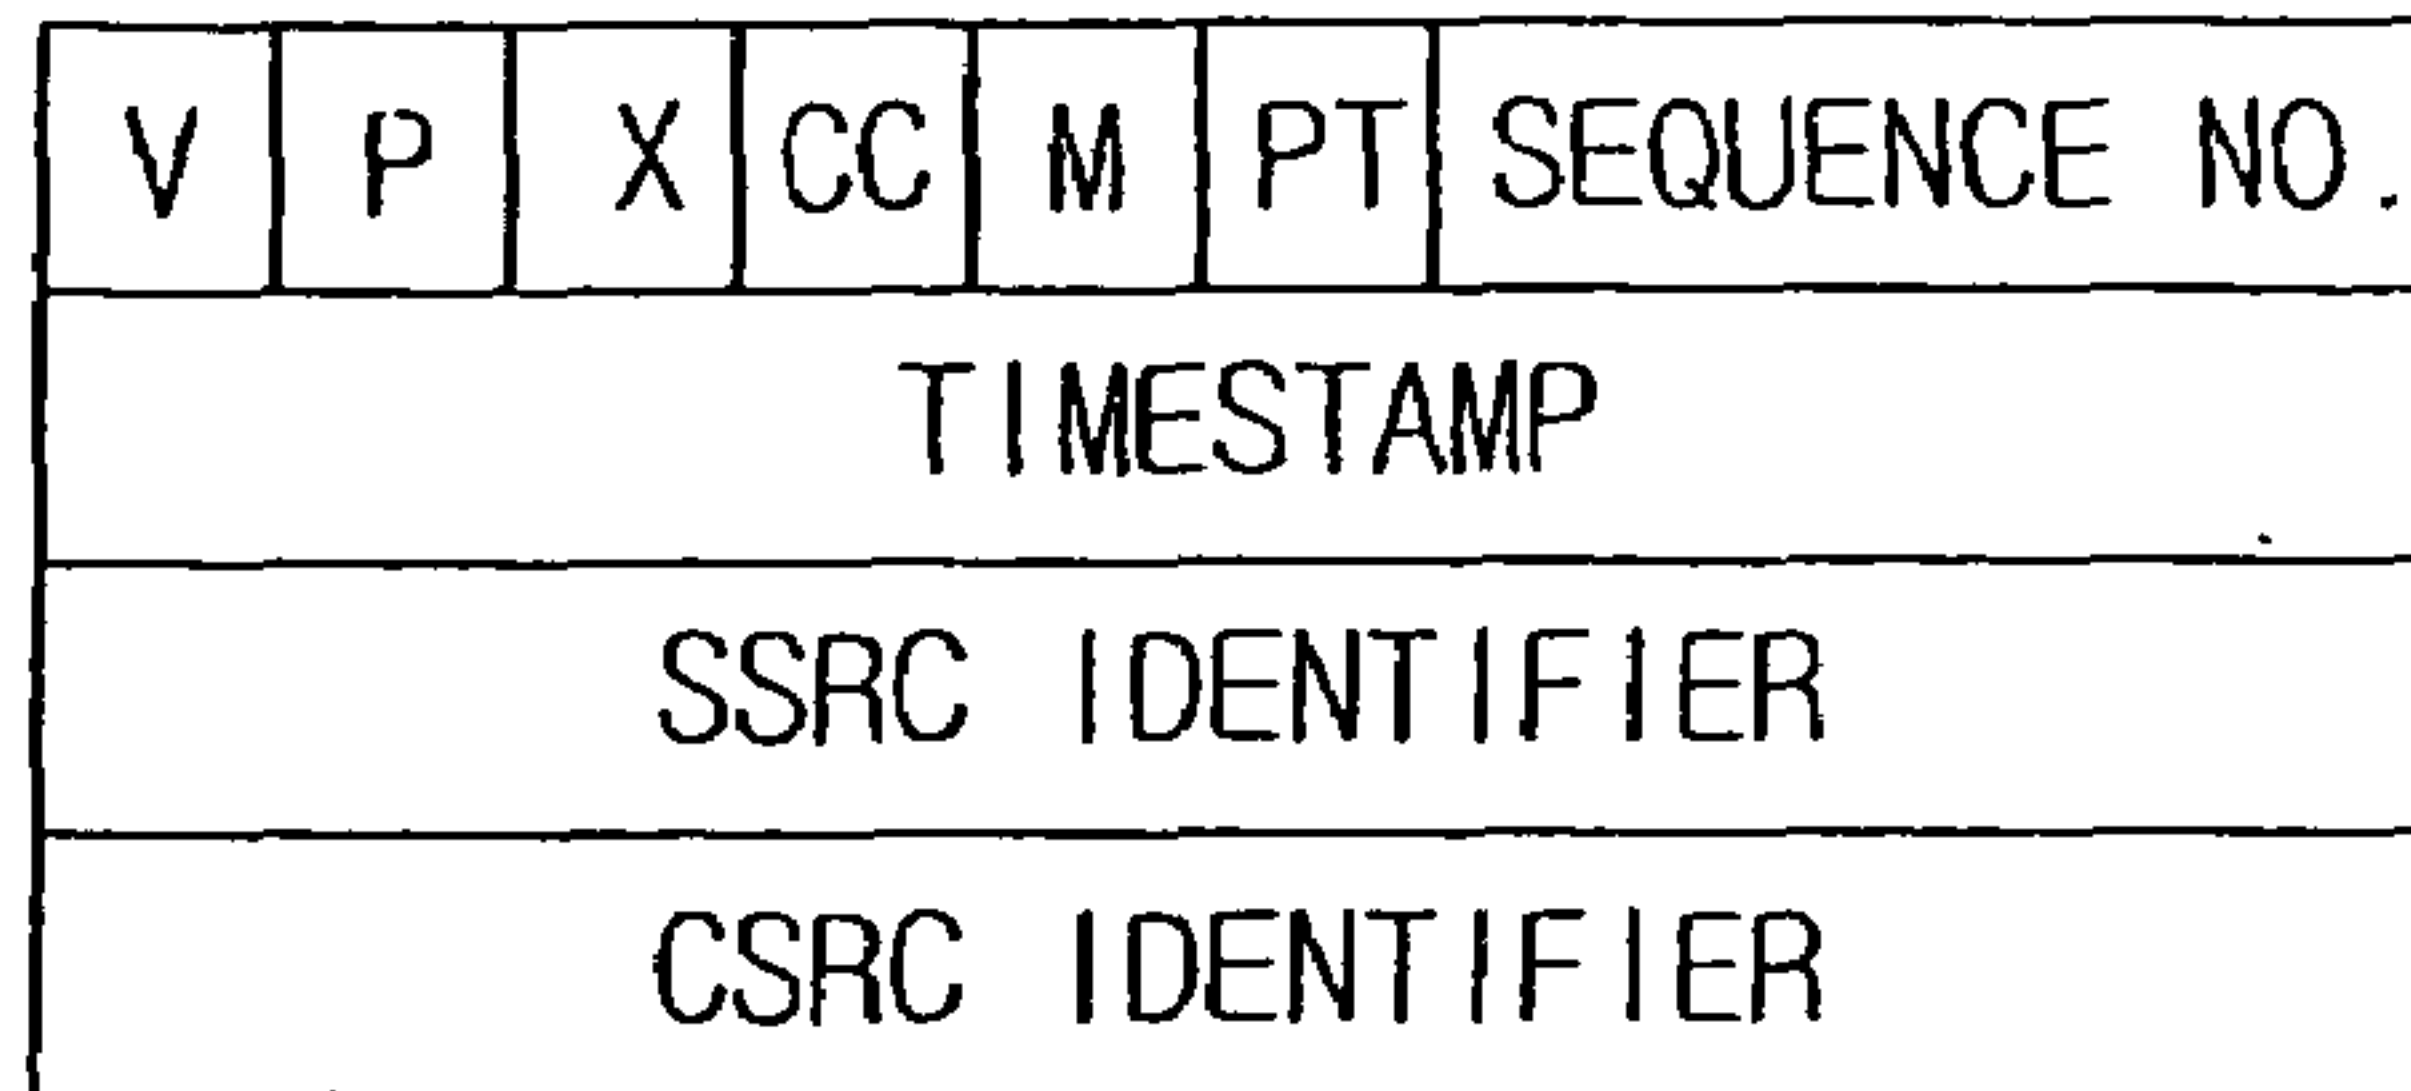 V P X CC M PT SEQUENCE NO.
TIMESTAMP
SSRC IDENTIFIER
CSRC IDENTIFIER